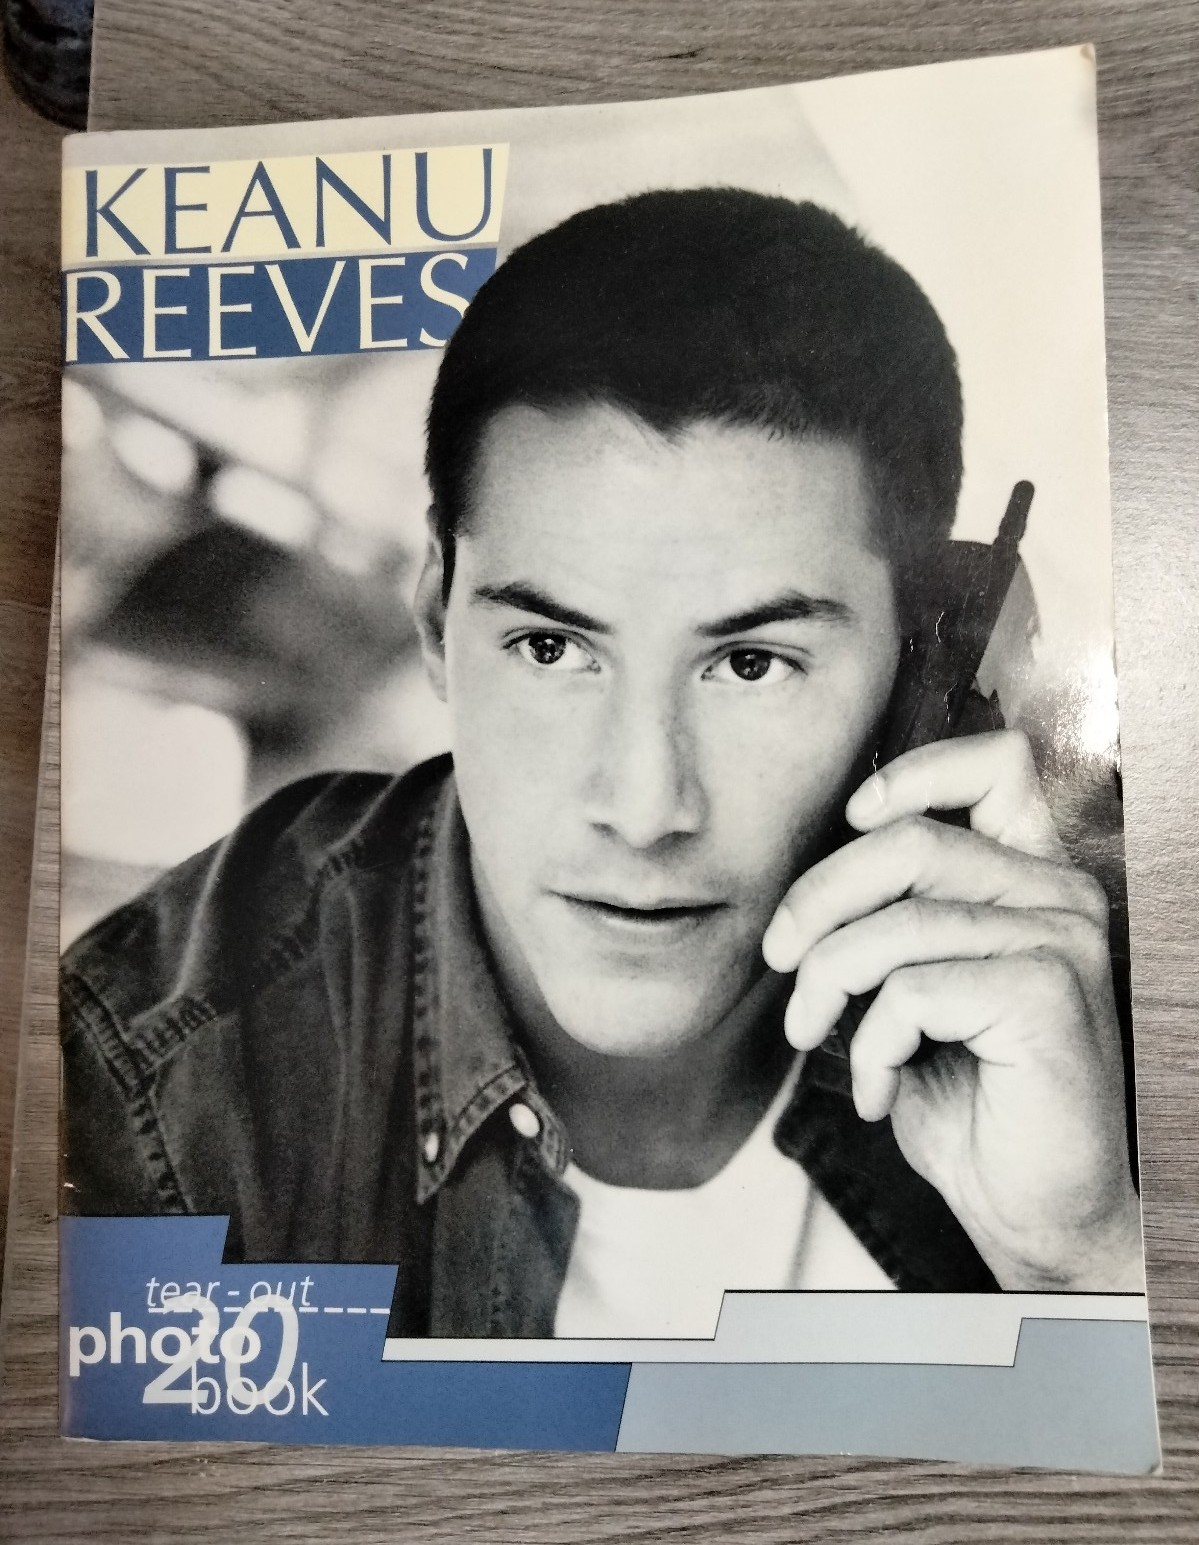 KEANU
REEVES
tear-out
photo
20
book